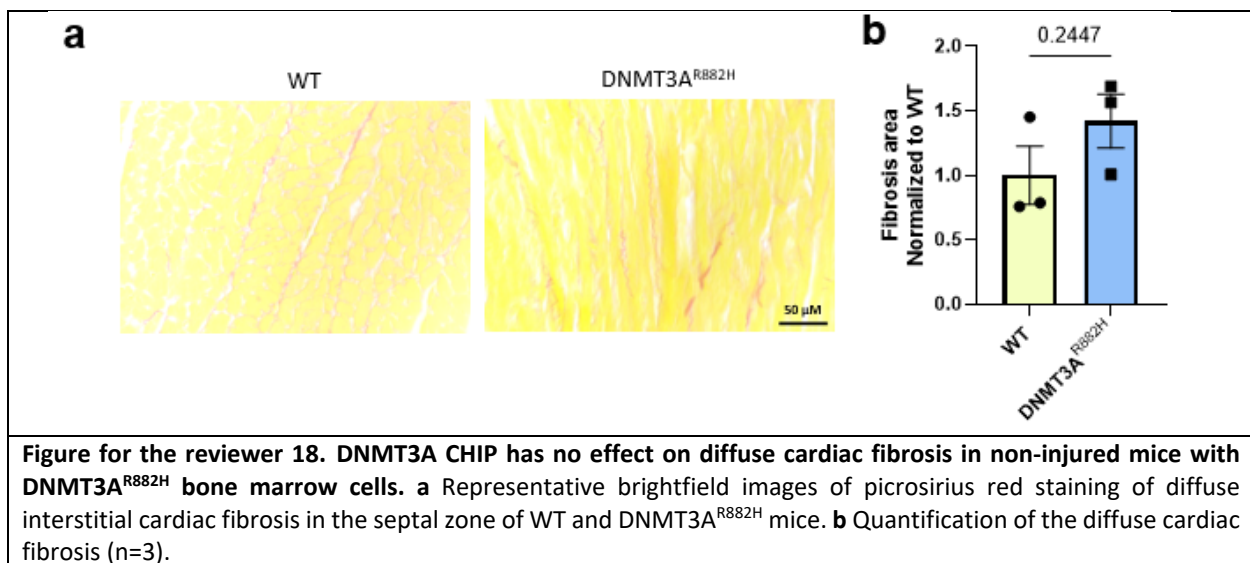 a
WT
DNMT3A^R882H
50 µM
b
0.2447
Fibrosis area
Normalized to WT
2.0
1.5
1.0
0.5
0.0
WT
DNMT3A^R882H
Figure for the reviewer 18. DNMT3A CHIP has no effect on diffuse cardiac fibrosis in non-injured mice with
DNMT3A^R882H bone marrow cells. a Representative brightfield images of picrosirius red staining of diffuse
interstitial cardiac fibrosis in the septal zone of WT and DNMT3A^R882H mice. b Quantification of the diffuse cardiac
fibrosis (n=3).